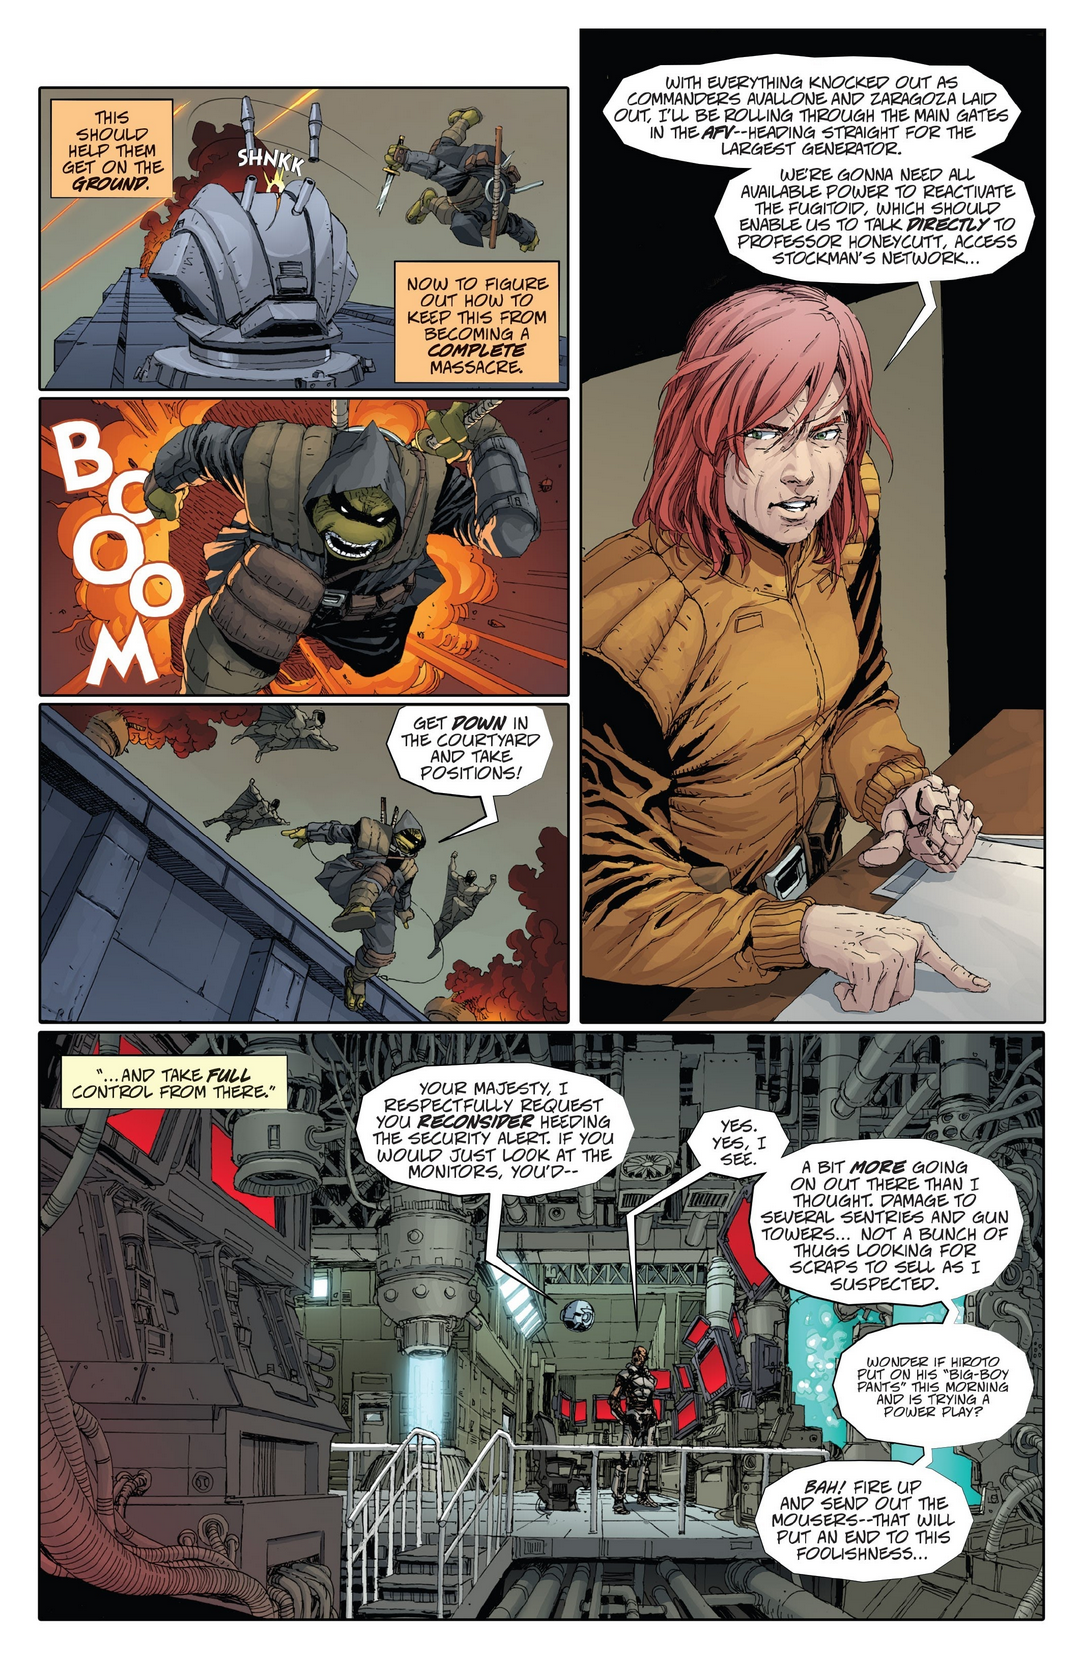 THIS
SHOULD
HELP THEM
GET ON THE
GROUND.
SHNKK
NOW TO FIGURE
OUT HOW TO
KEEP THIS FROM
BECOMING A
COMPLETE
MASSACRE.
BOOOM
GET DOWN IN
THE COURTYARD
AND TAKE
POSITIONS!
WITH EVERYTHING KNOCKED OUT AS
COMMANDERS AVALLONE AND ZARAGOZA LAID
OUT, I'LL BE ROLLING THROUGH THE MAIN GATES
IN THE AFV--HEADING STRAIGHT FOR THE
LARGEST GENERATOR.
WE'RE GONNA NEED ALL
AVAILABLE POWER TO REACTIVATE
THE FUGITOID, WHICH SHOULD
ENABLE US TO TALK DIRECTLY TO
PROFESSOR HONEYCUTT, ACCESS
STOCKMAN'S NETWORK...
"...AND TAKE FULL
CONTROL FROM THERE."
YOUR MAJESTY, I
RESPECTFULLY REQUEST
YOU RECONSIDER HEEDING
THE SECURITY ALERT. IF YOU
WOULD JUST LOOK AT THE
MONITORS, YOU'D--
YES.
YES, I
SEE.
A BIT MORE GOING
ON OUT THERE THAN I
THOUGHT. DAMAGE TO
SEVERAL SENTRIES AND GUN
TOWERS... NOT A BUNCH OF
THUGS LOOKING FOR
SCRAPS TO SELL AS I
SUSPECTED.
WONDER IF HIROTO
PUT ON HIS "BIG-BOY
PANTS" THIS MORNING
AND IS TRYING A
POWER PLAY?
BAH! FIRE UP
AND SEND OUT THE
MOUSERS--THAT WILL
PUT AN END TO THIS
FOOLISHNESS...